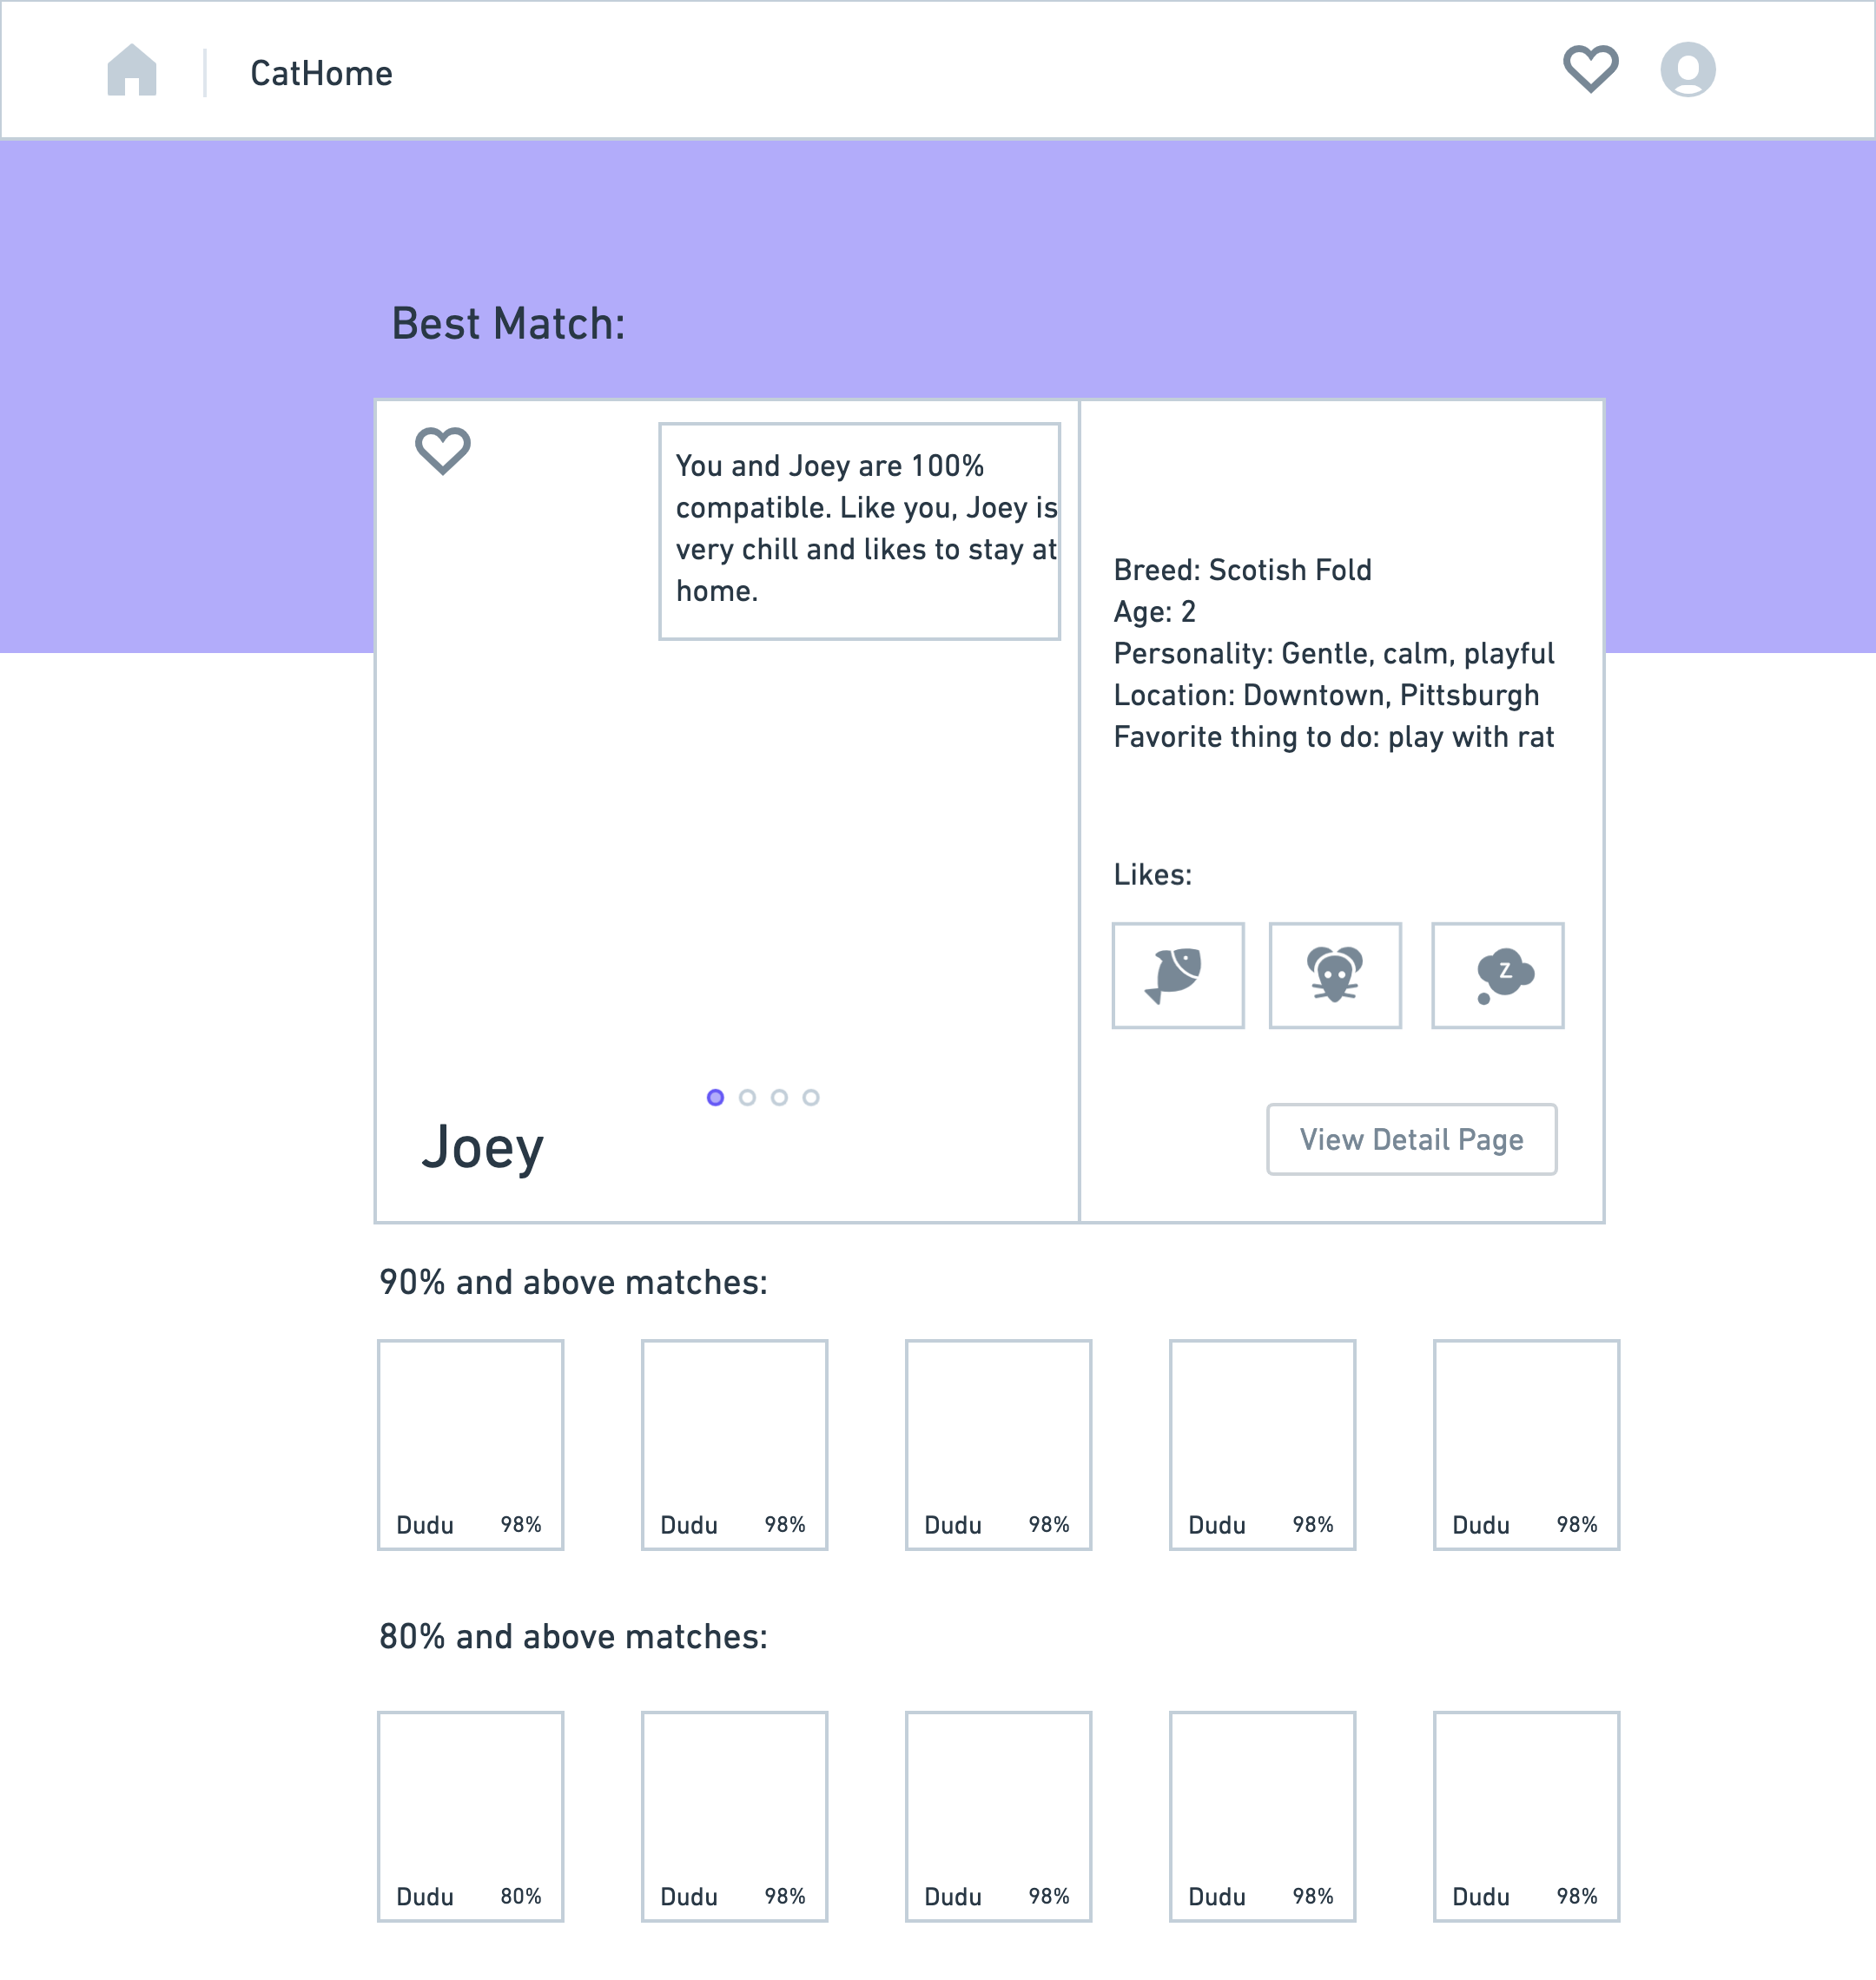 CatHome
Best Match:
You and Joey are 100%
compatible. Like you, Joey is
very chill and likes to stay at
home.
Breed: Scotish Fold
Age: 2
Personality: Gentle, calm, playful
Location: Downtown, Pittsburgh
Favorite thing to do: play with rat
Likes:
Z
Joey
View Detail Page
90% and above matches:
Dudu 98% Dudu 98% Dudu 98% Dudu 98% Dudu 98%
80% and above matches:
Dudu 80% Dudu 98% Dudu 98% Dudu 98% Dudu 98%